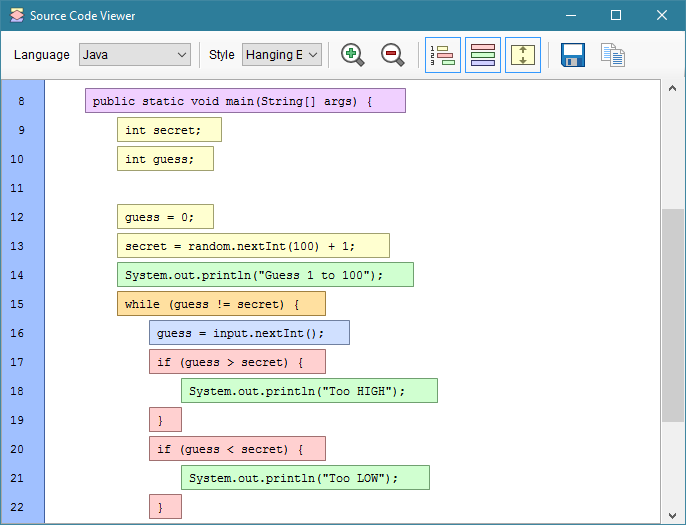 Source Code Viewer
Language Java Style Hanging E
1
2
3
8 public static void main(String[] args) {
9 int secret;
10 int guess;
11
12 guess = 0;
13 secret = random.nextInt(100) + 1;
14 System.out.println("Guess 1 to 100");
15 while (guess != secret) {
16 guess = input.nextInt();
17 if (guess > secret) {
18 System.out.println("Too HIGH");
19 }
20 if (guess < secret) {
21 System.out.println("Too LOW");
22 }